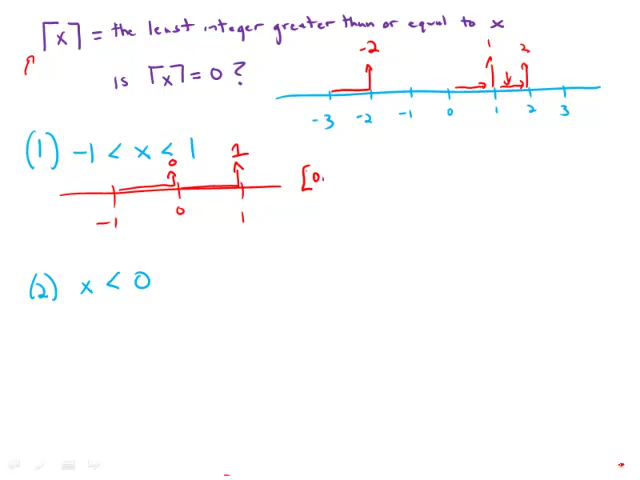 ⌈x⌉ = the least integer greater than or equal to x
is ⌈x⌉ = 0 ?
-2 1 2
-3 -2 -1 0 1 2 3
(1) -1 < x < 1
0 1
[0.
-1 0 1
(2) x < 0